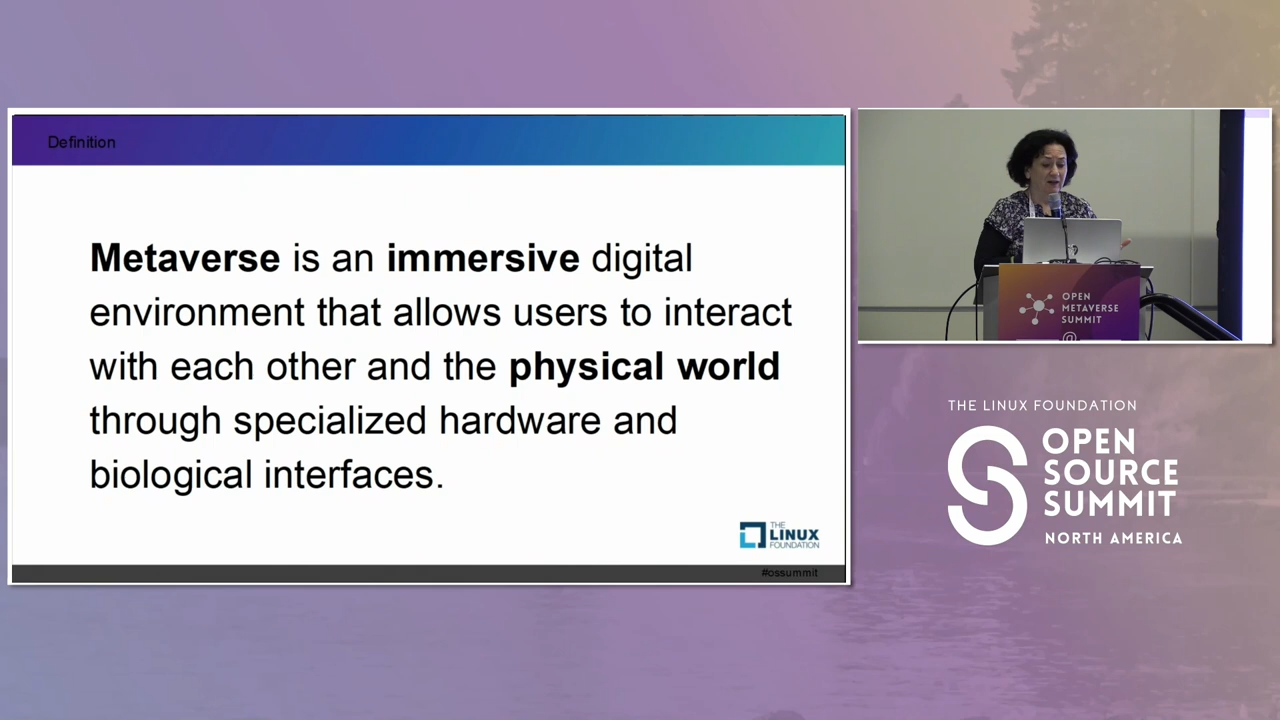 Definition
Metaverse is an immersive digital
environment that allows users to interact
with each other and the physical world
through specialized hardware and
biological interfaces.
THE
LINUX
FOUNDATION
#ossummit
OPEN
METAVERSE
SUMMIT
@
THE LINUX FOUNDATION
OPEN
SOURCE
SUMMIT
NORTH AMERICA